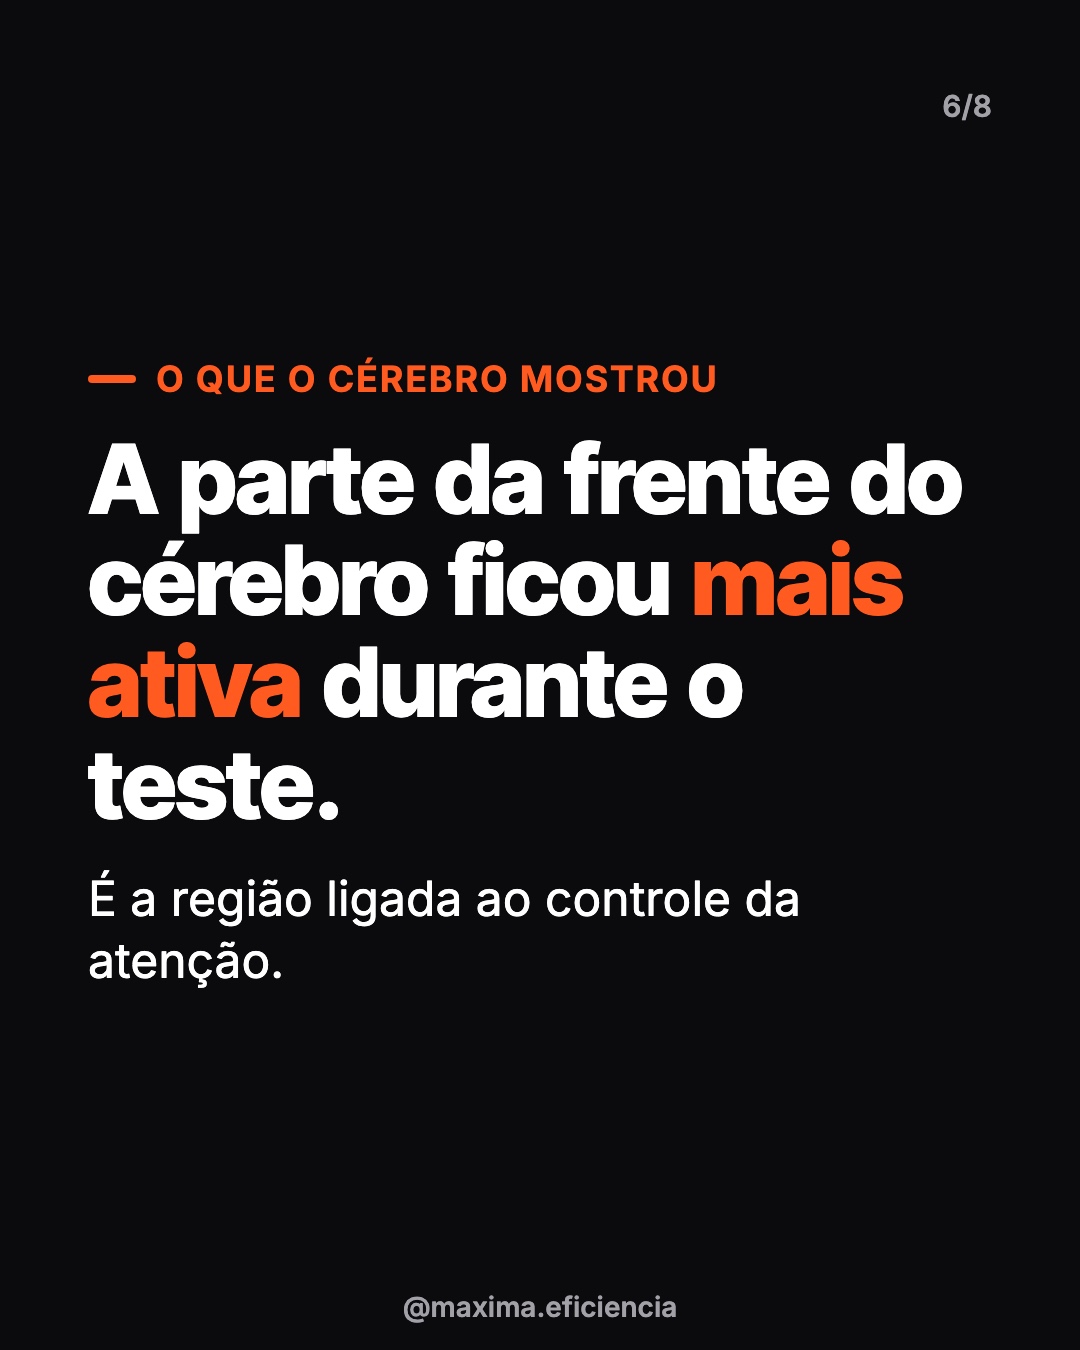 6/8
O QUE O CÉREBRO MOSTROU
A parte da frente do
cérebro ficou mais
ativa durante o
teste.
É a região ligada ao controle da
atenção.
@maxima.eficiencia